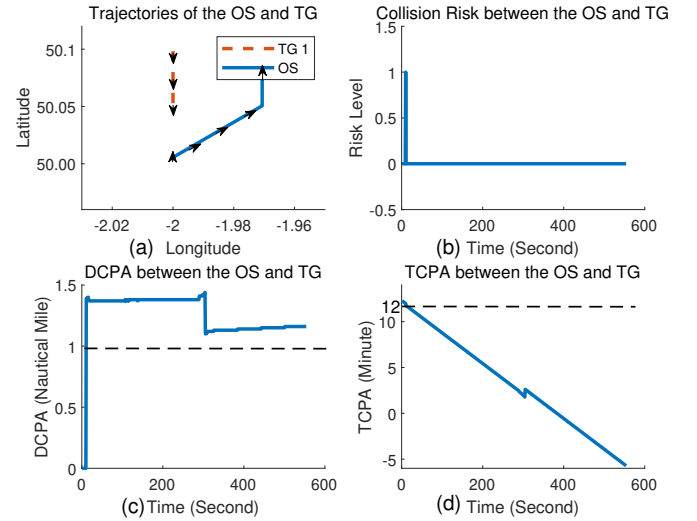 Trajectories of the OS and TG
50.1
50.05
50.00
Latitude
-2.02
-2
-1.98
-1.96
(a) Longitude
TG 1
OS
Collision Risk between the OS and TG
1.5
1
0.5
0
-0.5
Risk Level
0
200
400
600
(b) Time (Second)
DCPA between the OS and TG
1.5
1
0.5
0
DCPA (Nautical Mile)
0
200
400
600
(c) Time (Second)
TCPA between the OS and TG
12
10
5
0
-5
TCPA (Minute)
0
200
400
600
(d) Time (Second)